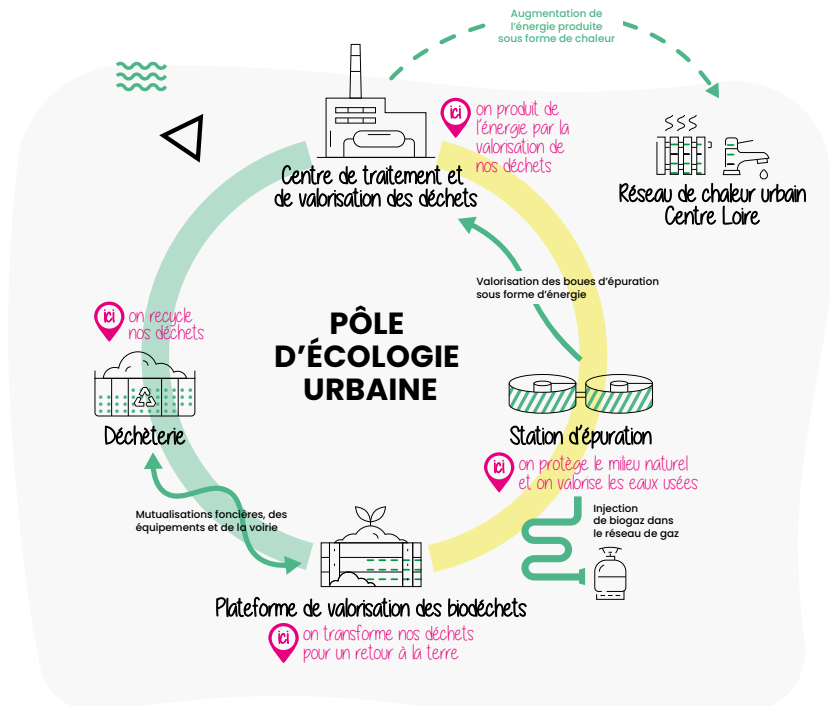 Augmentation de
l'énergie produite
sous forme de chaleur
ici
on produit de
l'énergie par la
valorisation de
nos déchets
Centre de traitement et
de valorisation des déchets
Réseau de chaleur urbain
Centre Loire
Valorisation des boues d'épuration
sous forme d'énergie
ici
on recycle
nos déchets
PÔLE
D'ÉCOLOGIE
URBAINE
Déchèterie
Station d'épuration
ici
on protège le milieu naturel
et on valorise les eaux usées
Mutualisations foncières, des
équipements et de la voirie
Injection
de biogaz dans
le réseau de gaz
Plateforme de valorisation des biodéchets
ici
on transforme nos déchets
pour un retour à la terre